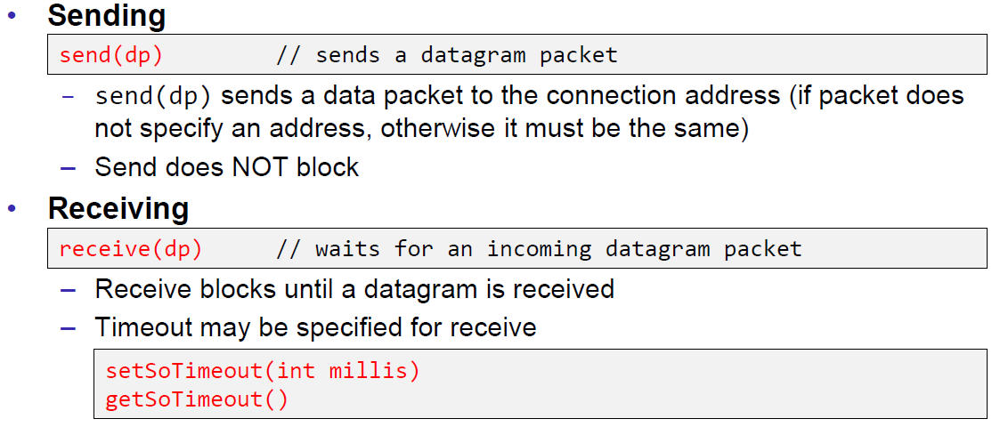 • Sending
send(dp) // sends a datagram packet
– send(dp) sends a data packet to the connection address (if packet does
not specify an address, otherwise it must be the same)
– Send does NOT block
• Receiving
receive(dp) // waits for an incoming datagram packet
– Receive blocks until a datagram is received
– Timeout may be specified for receive
setSoTimeout(int millis)
getSoTimeout()